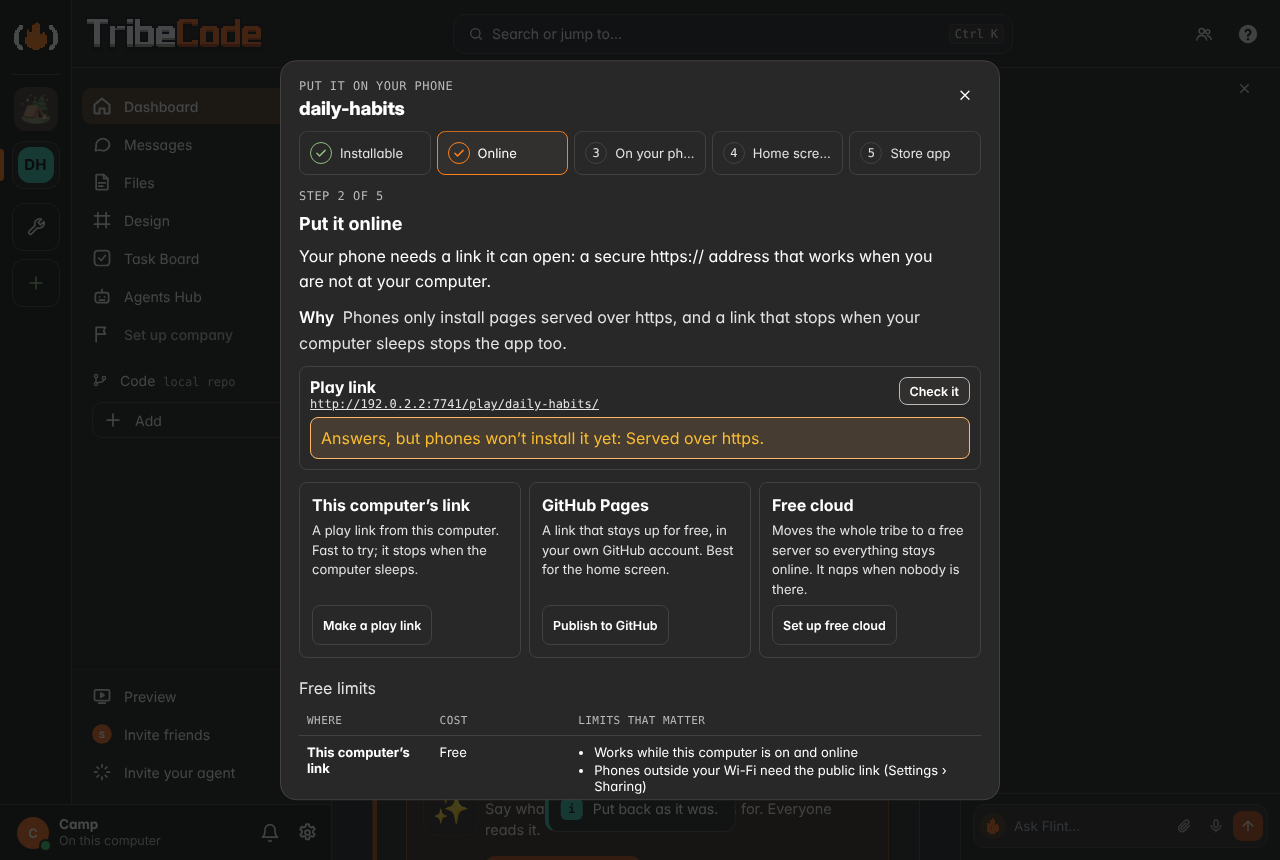 TribeCode
Search or jump to...
Ctrl K
DH
Dashboard
Messages
Files
Design
Task Board
Agents Hub
Set up company
Code local repo
Add
Preview
S
Invite friends
Invite your agent
C
Camp
On this computer
PUT IT ON YOUR PHONE
daily-habits
Installable
Online
3 On your ph...
4 Home scre...
5 Store app
STEP 2 OF 5
Put it online
Your phone needs a link it can open: a secure https:// address that works when you
are not at your computer.
Why Phones only install pages served over https, and a link that stops when your
computer sleeps stops the app too.
Play link
http://192.0.2.2:7741/play/daily-habits/
Check it
Answers, but phones won’t install it yet: Served over https.
This computer’s link
A play link from this computer.
Fast to try; it stops when the
computer sleeps.
Make a play link
GitHub Pages
A link that stays up for free, in
your own GitHub account. Best
for the home screen.
Publish to GitHub
Free cloud
Moves the whole tribe to a free
server so everything stays
online. It naps when nobody is
there.
Set up free cloud
Free limits
WHERE COST LIMITS THAT MATTER
This computer’s
link
Free
• Works while this computer is on and online
• Phones outside your Wi-Fi need the public link (Settings ›
Sharing)
Say wha
for. Everyone
reads it.
i Put back as it was.
Ask Flint...